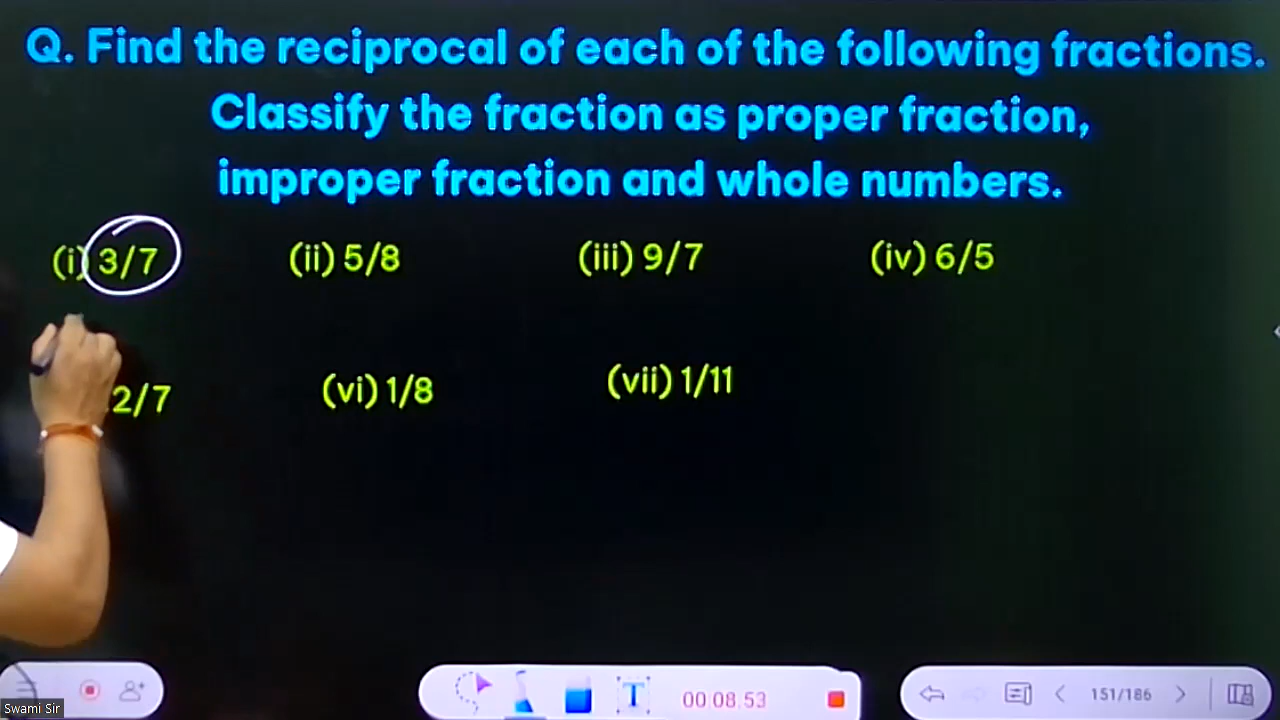 Q. Find the reciprocal of each of the following fractions.
Classify the fraction as proper fraction,
improper fraction and whole numbers.
(i) 3/7 (ii) 5/8 (iii) 9/7 (iv) 6/5
2/7 (vi) 1/8 (vii) 1/11
T 00:08:53 151/186
Swami Sir